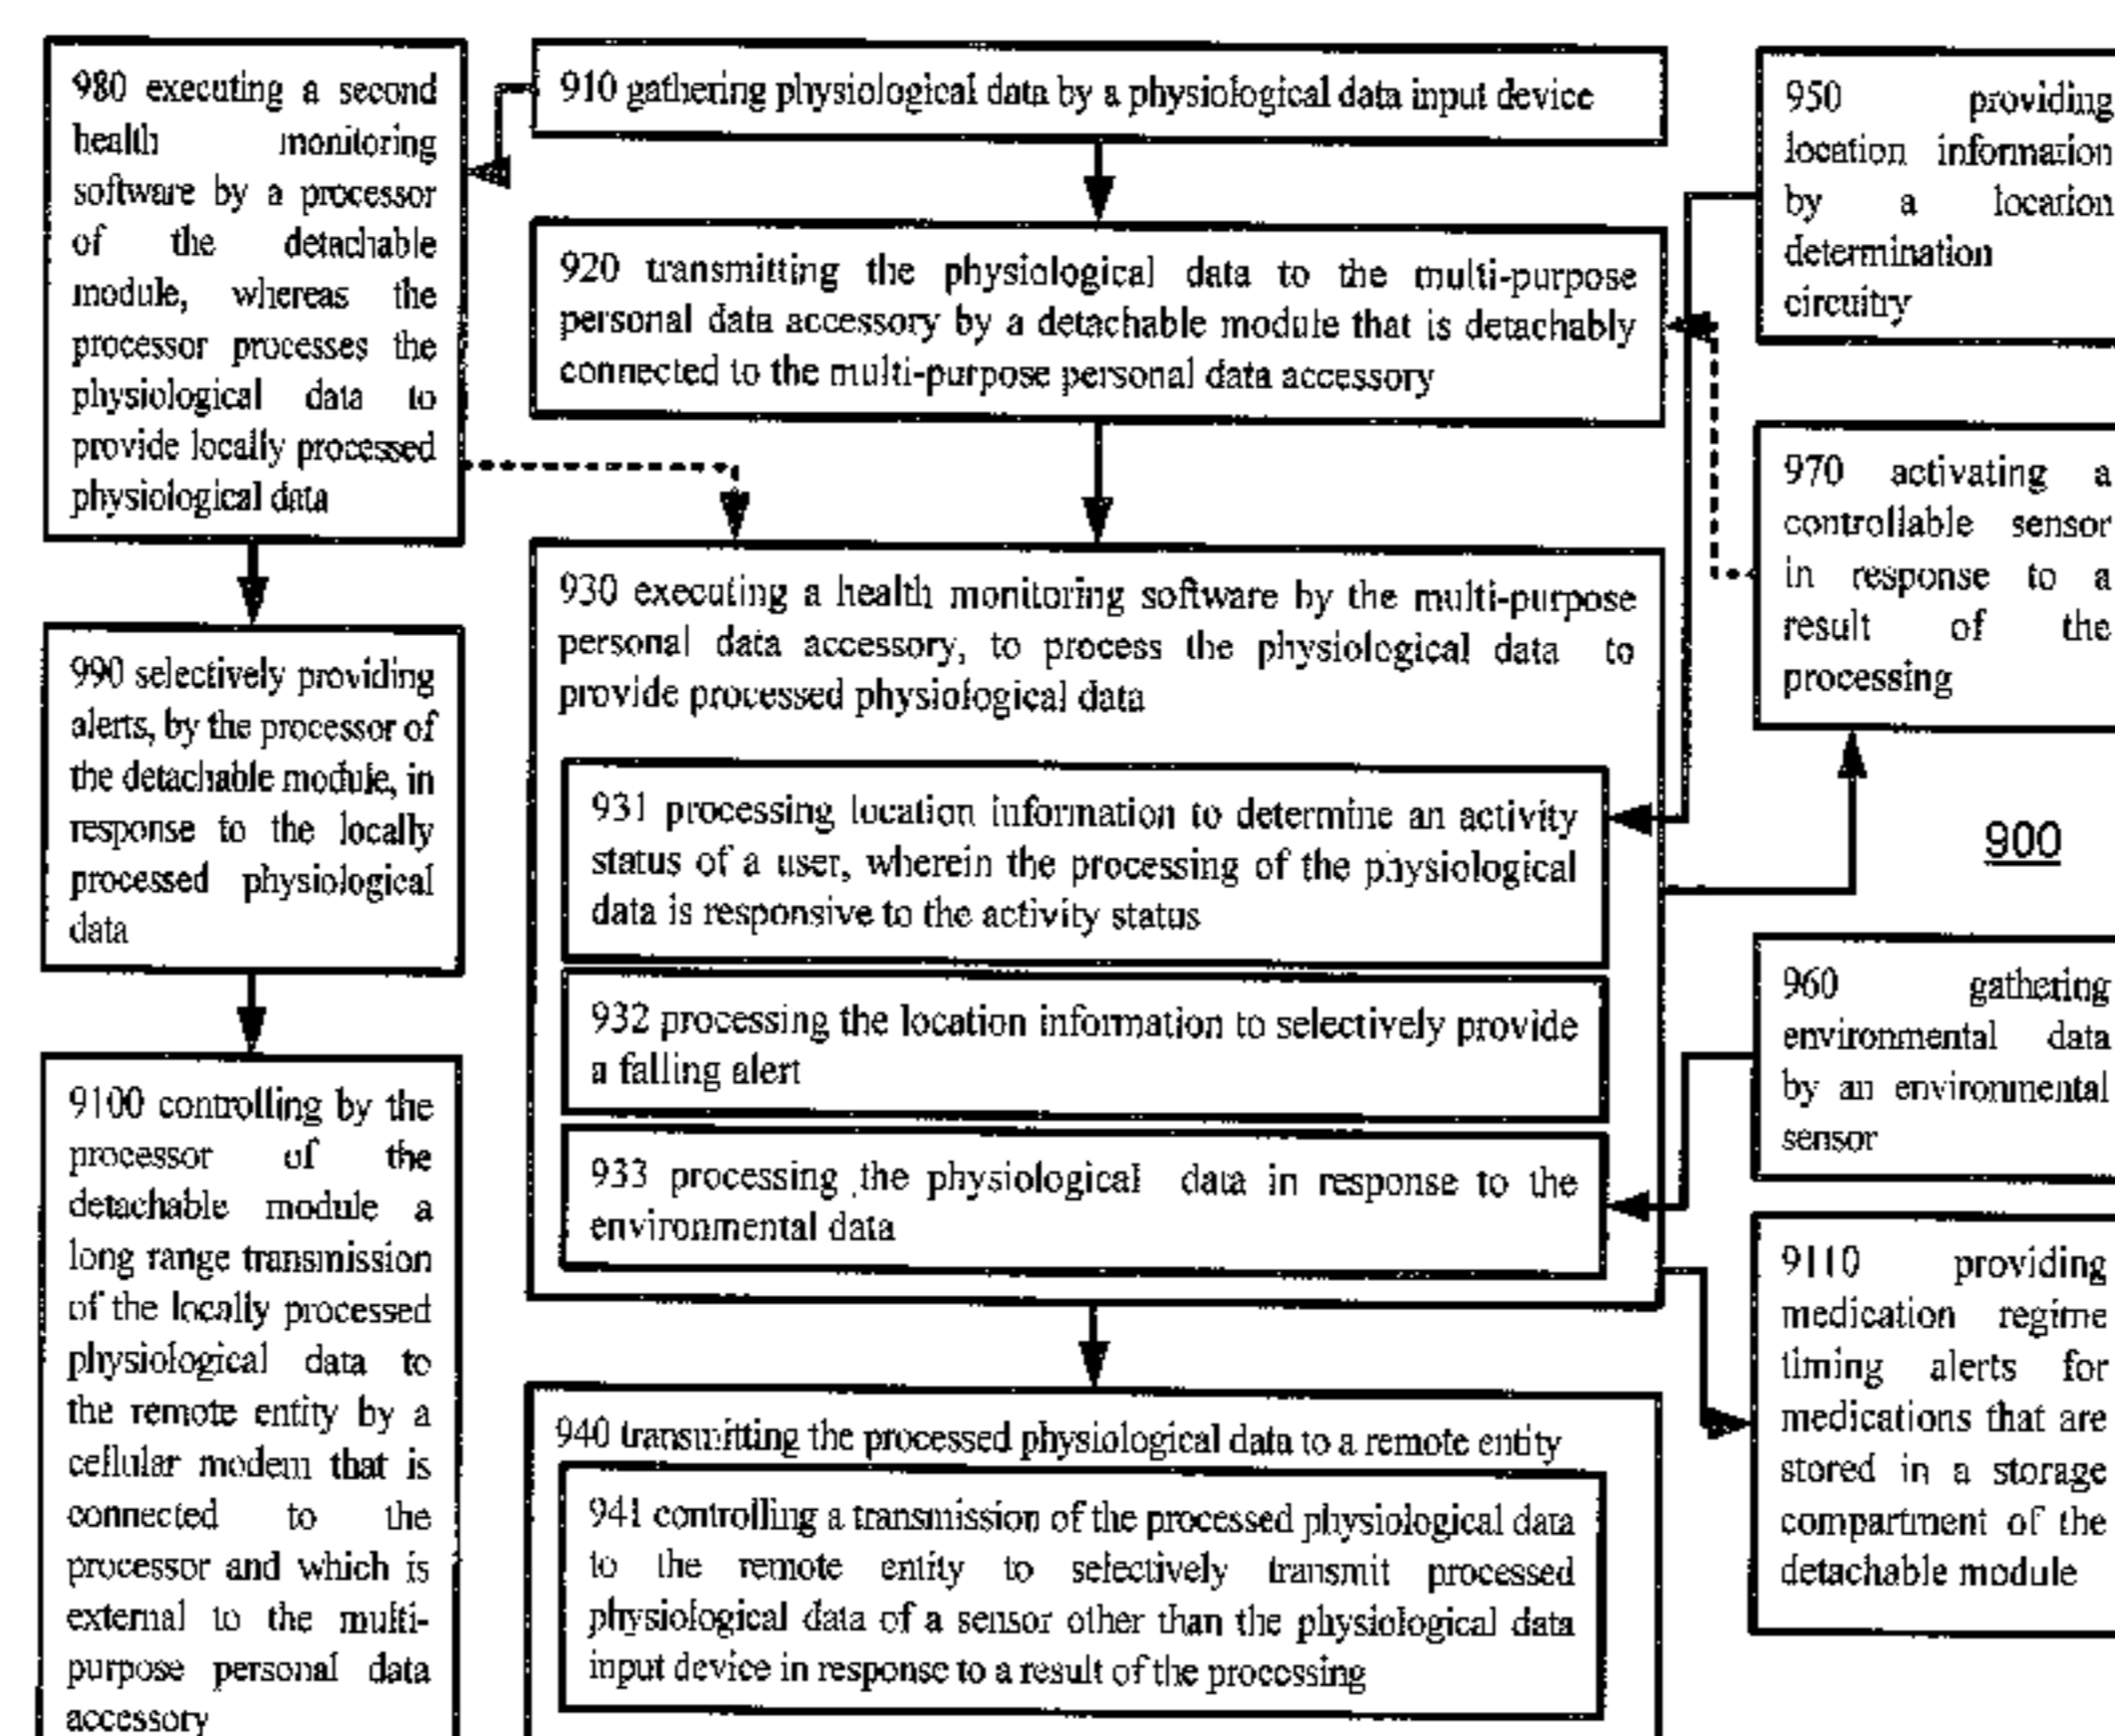 980 executing a second
health monitoring
software by a processor
of the detachable
module, whereas the
processor processes the
physiological data to
provide locally processed
physiological data
990 selectively providing
alerts, by the processor of
the detachable module, in
response to the locally
processed physiological
data
9100 controlling by the
processor of the
detachable module a
long range transmission
of the locally processed
physiological data to
the remote entity by a
cellular modem that is
connected to the
processor and which is
external to the multi-
purpose personal data
accessory
910 gathering physiological data by a physiological data input device
920 transmitting the physiological data to the multi-purpose
personal data accessory by a detachable module that is detachably
connected to the multi-purpose personal data accessory
930 executing a health monitoring software by the multi-purpose
personal data accessory, to process the physiological data to
provide processed physiological data
931 processing location information to determine an activity
status of a user, wherein the processing of the physiological
data is responsive to the activity status
932 processing the location information to selectively provide
a falling alert
933 processing the physiological data in response to the
environmental data
940 transmitting the processed physiological data to a remote entity
941 controlling a transmission of the processed physiological data
to the remote entity to selectively transmit processed
physiological data of a sensor other than the physiological data
input device in response to a result of the processing
950 providing
location information
by a location
determination
circuitry
970 activating a
controllable sensor
in response to a
result of the
processing
900
960 gathering
environmental data
by an environmental
sensor
9110 providing
medication regime
timing alerts for
medications that are
stored in a storage
compartment of the
detachable module